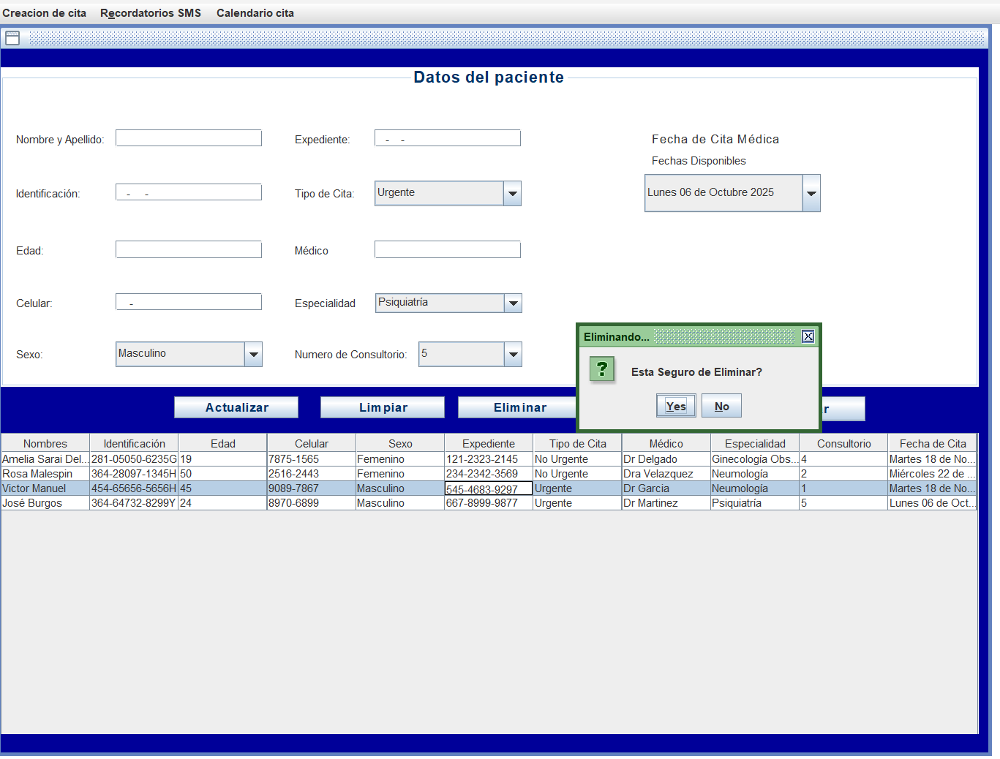 Creacion de cita Recordatorios SMS Calendario cita
Datos del paciente
Nombre y Apellido: Expediente: - - Fecha de Cita Médica
Fechas Disponibles
Identificación: - - Tipo de Cita: Urgente Lunes 06 de Octubre 2025
Edad: Médico
Celular: - Especialidad Psiquiatría
Sexo: Masculino Numero de Consultorio: 5
Eliminando...
? Esta Seguro de Eliminar?
Yes No
Actualizar Limpiar Eliminar r
Nombres Identificación Edad Celular Sexo Expediente Tipo de Cita Médico Especialidad Consultorio Fecha de Cita
Amelia Sarai Del... 281-05050-6235G 19 7875-1565 Femenino 121-2323-2145 No Urgente Dr Delgado Ginecología Obs... 4 Martes 18 de No...
Rosa Malespin 364-28097-1345H 50 2516-2443 Femenino 234-2342-3569 No Urgente Dra Velazquez Neumología 2 Miércoles 22 de ...
Victor Manuel 454-65656-5656H 45 9089-7867 Masculino 545-4683-9297 Urgente Dr Garcia Neumología 1 Martes 18 de No...
José Burgos 364-64732-8299Y 24 8970-6899 Masculino 667-8999-9877 Urgente Dr Martinez Psiquiatría 5 Lunes 06 de Oct...